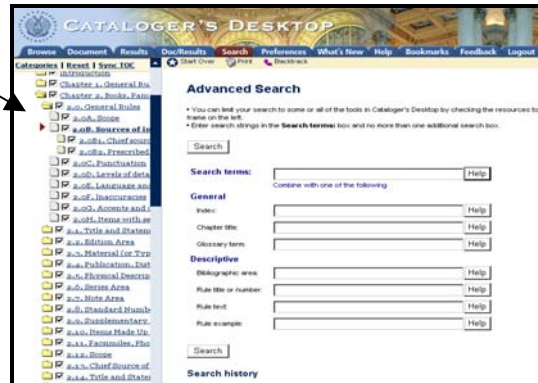 CATALOGER'S DESKTOP
Browse Document Results Doc/Results Search Preferences What's New Help Bookmarks Feedback Logout
Categories | Reset | Sync TOC
Start Over Print Backtrack
Introduction
Chapter 1. General Ru
Chapter 2. Books, Pam
2.0. General Rules
2.0A. Scope
2.0B. Sources of in
2.0B1. Chief sourc
2.0B2. Prescribed
2.0C. Punctuation
2.0D. Levels of deta
2.0E. Language and
2.0F. Inaccuracies
2.0G. Accents and
2.0H. Items with se
2.1. Title and Statem
2.2. Edition Area
2.3. Material (or Typ
2.4. Publication, Dist
2.5. Physical Descrip
2.6. Series Area
2.7. Note Area
2.8. Standard Numb
2.9. Supplementary
2.10. Items Made Up
2.11. Facsimiles, Pho
2.12. Scope
2.13. Chief Source of
2.14. Title and State
Advanced Search
• You can limit your search to some or all of the tools in Cataloger's Desktop by checking the resources to
frame on the left.
• Enter search strings in the Search terms: box and no more than one additional search box.
Search
Search terms: Help
Combine with one of the following
General
Index: Help
Chapter title: Help
Glossary term: Help
Descriptive
Bibliographic area: Help
Rule title or number: Help
Rule text: Help
Rule example: Help
Search
Search history